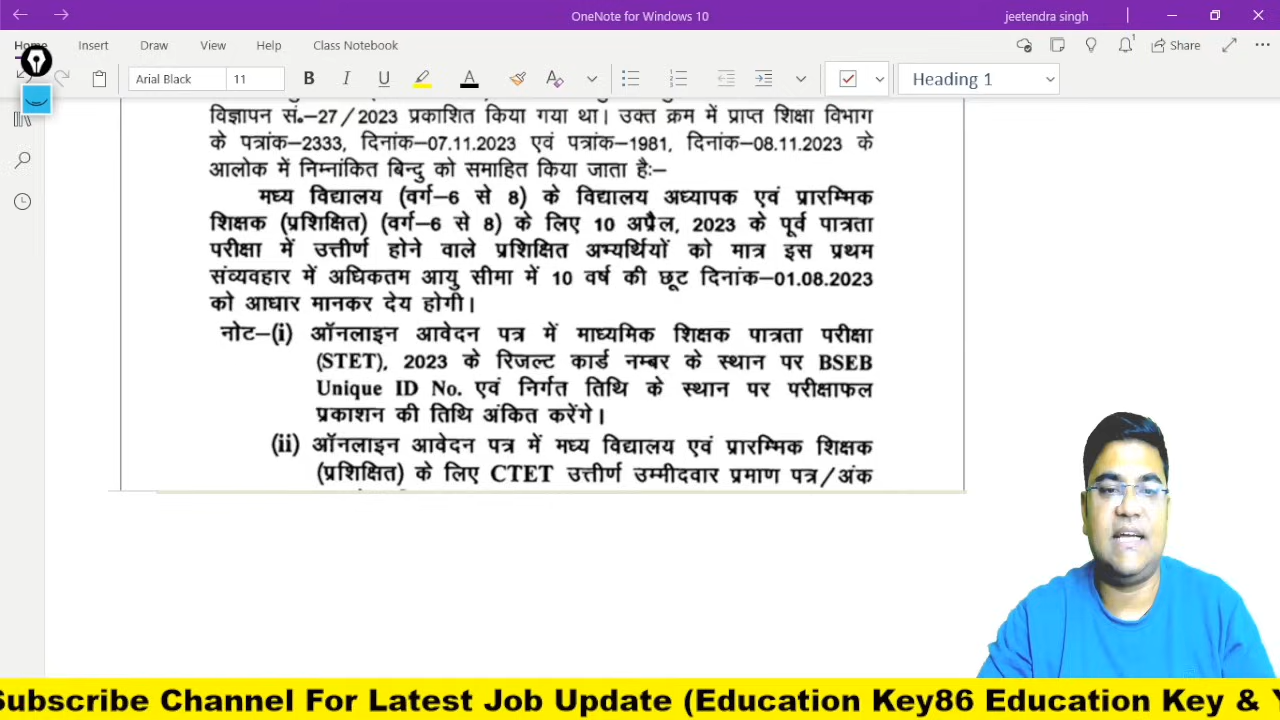 OneNote for Windows 10
jeetendra singh
Home Insert Draw View Help Class Notebook
Share
Arial Black 11 B I U A Heading 1
विज्ञापन सं०-27/2023 प्रकाशित किया गया था। उक्त क्रम में प्राप्त शिक्षा विभाग
के पत्रांक-2333, दिनांक-07.11.2023 एवं पत्रांक-1981, दिनांक-08.11.2023 के
आलोक में निम्नांकित बिन्दु को समाहित किया जाता हैः-
मध्य विद्यालय (वर्ग-6 से 8) के विद्यालय अध्यापक एवं प्रारम्भिक
शिक्षक (प्रशिक्षित) (वर्ग-6 से 8) के लिए 10 अप्रैल, 2023 के पूर्व पात्रता
परीक्षा में उत्तीर्ण होने वाले प्रशिक्षित अभ्यर्थियों को मात्र इस प्रथम
संव्यवहार में अधिकतम आयु सीमा में 10 वर्ष की छूट दिनांक-01.08.2023
को आधार मानकर देय होगी।
नोट-(i) ऑनलाइन आवेदन पत्र में माध्यमिक शिक्षक पात्रता परीक्षा
(STET), 2023 के रिजल्ट कार्ड नम्बर के स्थान पर BSEB
Unique ID No. एवं निर्गत तिथि के स्थान पर परीक्षाफल
प्रकाशन की तिथि अंकित करेंगे।
(ii) ऑनलाइन आवेदन पत्र में मध्य विद्यालय एवं प्रारम्भिक शिक्षक
(प्रशिक्षित) के लिए CTET उत्तीर्ण उम्मीदवार प्रमाण पत्र/अंक
Subscribe Channel For Latest Job Update (Education Key86 Education Key & Y